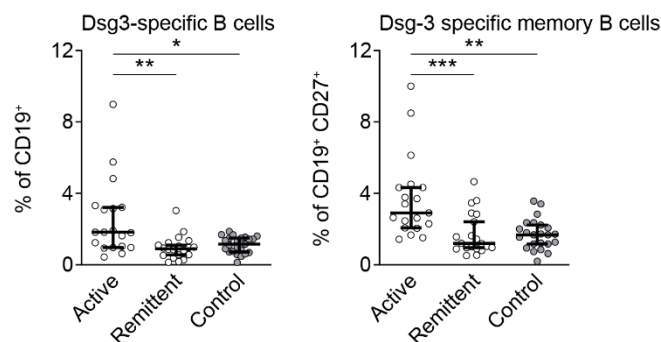 Dsg3-specific B cells
% of CD19⁺
12
8
4
0
*
**
Active
Remittent
Control
Dsg-3 specific memory B cells
% of CD19⁺ CD27⁺
12
8
4
0
**
***
Active
Remittent
Control